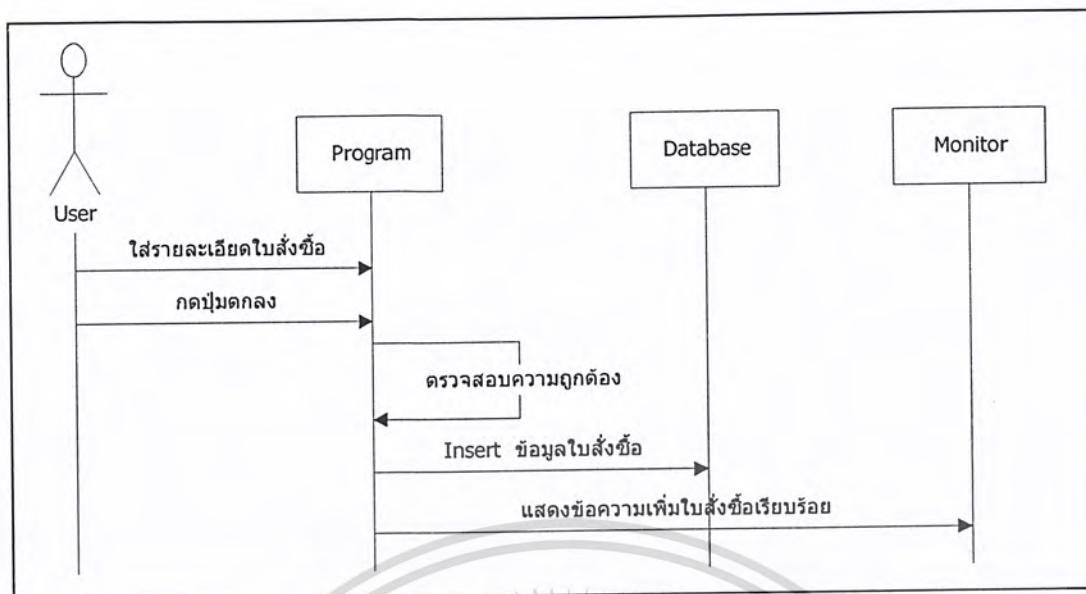 Program
Database
Monitor
User
ใส่รายละเอียดใบสั่งซื้อ
กดปุ่มตกลง
ตรวจสอบความถูกต้อง
Insert ข้อมูลใบสั่งซื้อ
แสดงข้อความเพิ่มใบสั่งซื้อเรียบร้อย